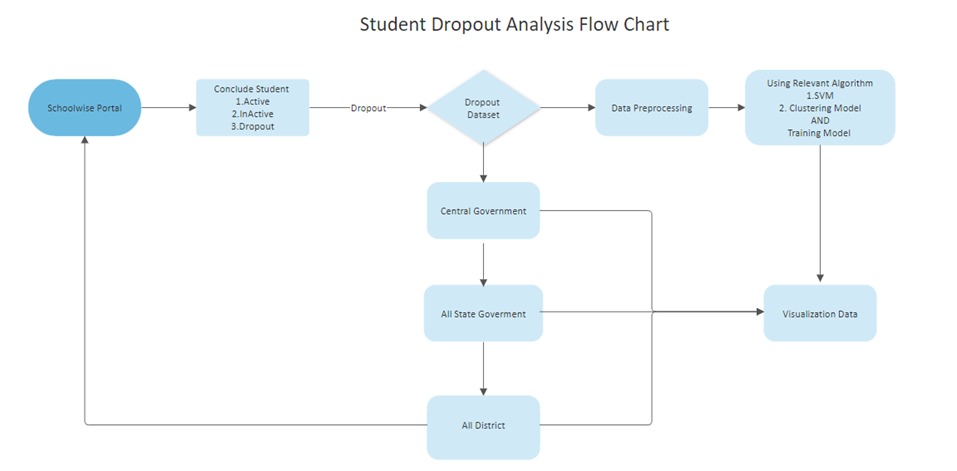 Student Dropout Analysis Flow Chart
Schoolwise Portal
Conclude Student
1.Active
2.InActive
3.Dropout
Dropout
Dropout
Dataset
Data Preprocessing
Using Relevant Algorithm
1.SVM
2. Clustering Model
AND
Training Model
Central Government
All State Goverment
Visualization Data
All District